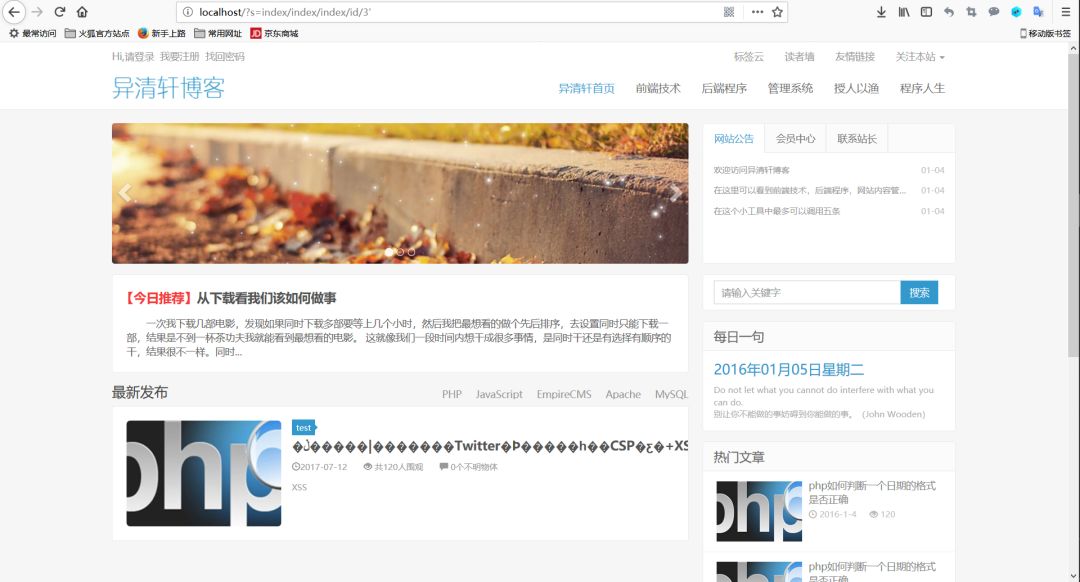 localhost/?s=index/index/index/id/3'
最常访问 火狐官方站点 新手上路 常用网址 JD 京东商城 移动版书签
Hi,请登录 我要注册 找回密码 标签云 读者墙 友情链接 关注本站
异清轩博客 异清轩首页 前端技术 后端程序 管理系统 授人以渔 程序人生
网站公告 会员中心 联系站长
欢迎访问异清轩博客 01-04
在这里可以看到前端技术，后端程序，网站内容管... 01-04
在这个小工具中最多可以调用五条 01-04
【今日推荐】从下载看我们该如何做事
一次我下载几部电影，发现如果同时下载多部要等上几个小时，然后我把最想看的做个先后排序，去设置同时只能下载一
部，结果是不到一杯茶功夫我就能看到最想看的电影。 这就像我们一段时间内想干成很多事情，是同时干还是有选择有顺序的
干，结果很不一样。同时...
请输入关键字 搜索
每日一句
2016年01月05日星期二
Do not let what you cannot do interfere with what you
can do.
别让你不能做的事妨碍到你能做的事。 (John Wooden)
最新发布 PHP JavaScript EmpireCMS Apache MySQL
php
test
�ڶ�����|�������Twitter�Þ�����һ��CSP�ƹ�+XS
2017-07-12 共120人围观 0个不明物体
XSS
热门文章
php
php如何判断一个日期的格式
是否正确
2016-1-4 120
php如何判断一个日期的格式
是否正确